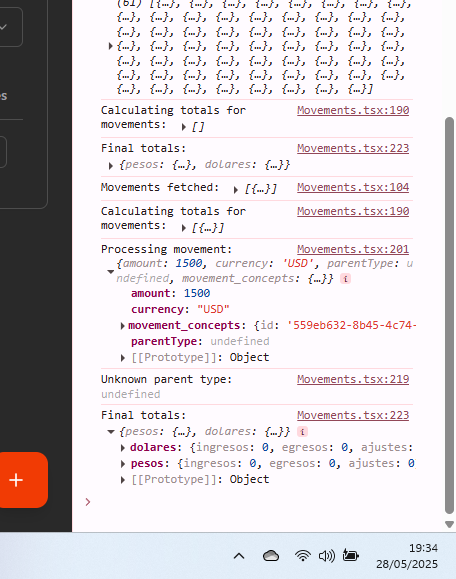 (61) [{…}, {…}, {…}, {…}, {…}, {…}, {…},
{…}, {…}, {…}, {…}, {…}, {…}, {…}, {…}, {…},
{…}, {…}, {…}, {…}, {…}, {…}, {…}, {…}, {…},
{…}, {…}, {…}, {…}, {…}, {…}, {…}, {…}, {…},
{…}, {…}, {…}, {…}, {…}, {…}, {…}, {…}, {…},
{…}, {…}, {…}, {…}, {…}, {…}, {…}, {…}, {…},
{…}, {…}, {…}, {…}, {…}, {…}, {…}, {…}]
es
Calculating totals for Movements.tsx:190
movements: ▸ []
Final totals: Movements.tsx:223
▸ {pesos: {…}, dolares: {…}}
Movements fetched: ▸ [{…}] Movements.tsx:104
Calculating totals for Movements.tsx:190
movements: ▸ [{…}]
Processing movement: Movements.tsx:201
{amount: 1500, currency: 'USD', parentType: u
▾ ndefined, movement_concepts: {…}} i
amount: 1500
currency: "USD"
▸ movement_concepts: {id: '559eb632-8b45-4c74-
parentType: undefined
▸ [[Prototype]]: Object
Unknown parent type: Movements.tsx:219
undefined
Final totals: Movements.tsx:223
▾ {pesos: {…}, dolares: {…}} i
▸ dolares: {ingresos: 0, egresos: 0, ajustes:
▸ pesos: {ingresos: 0, egresos: 0, ajustes: 0
▸ [[Prototype]]: Object
+
>
19:34
28/05/2025